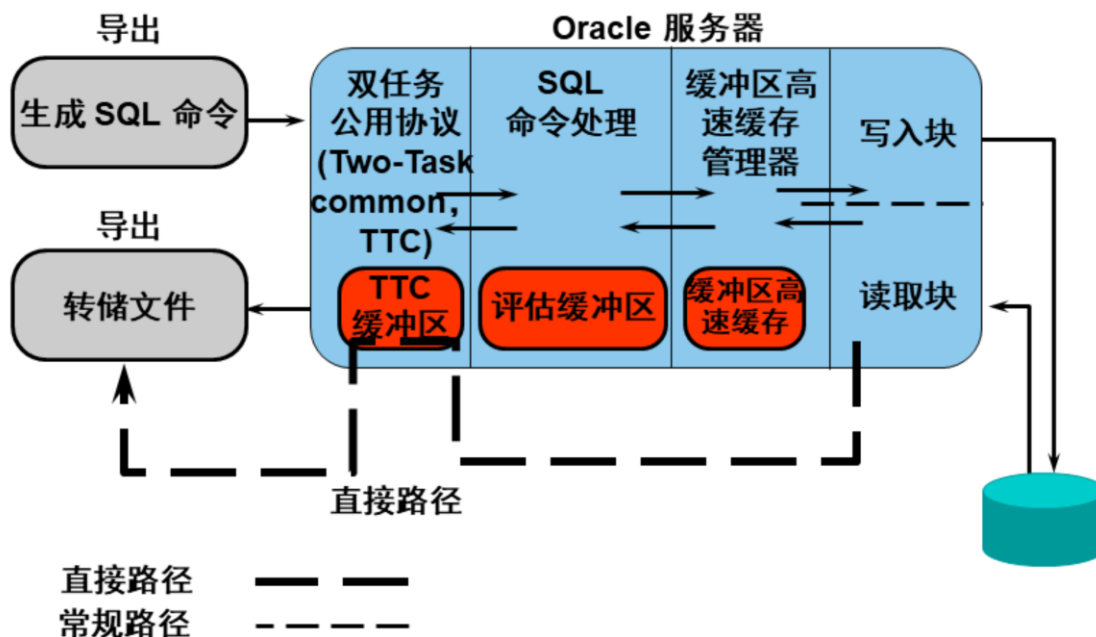 导出
Oracle 服务器
生成 SQL 命令
双任务
公用协议
(Two-Task
common,
TTC)
SQL
命令处理
缓冲区高
速缓存
管理器
写入块
导出
转储文件
TTC
缓冲区
评估缓冲区
缓冲区高
速缓存
读取块
直接路径
直接路径
常规路径